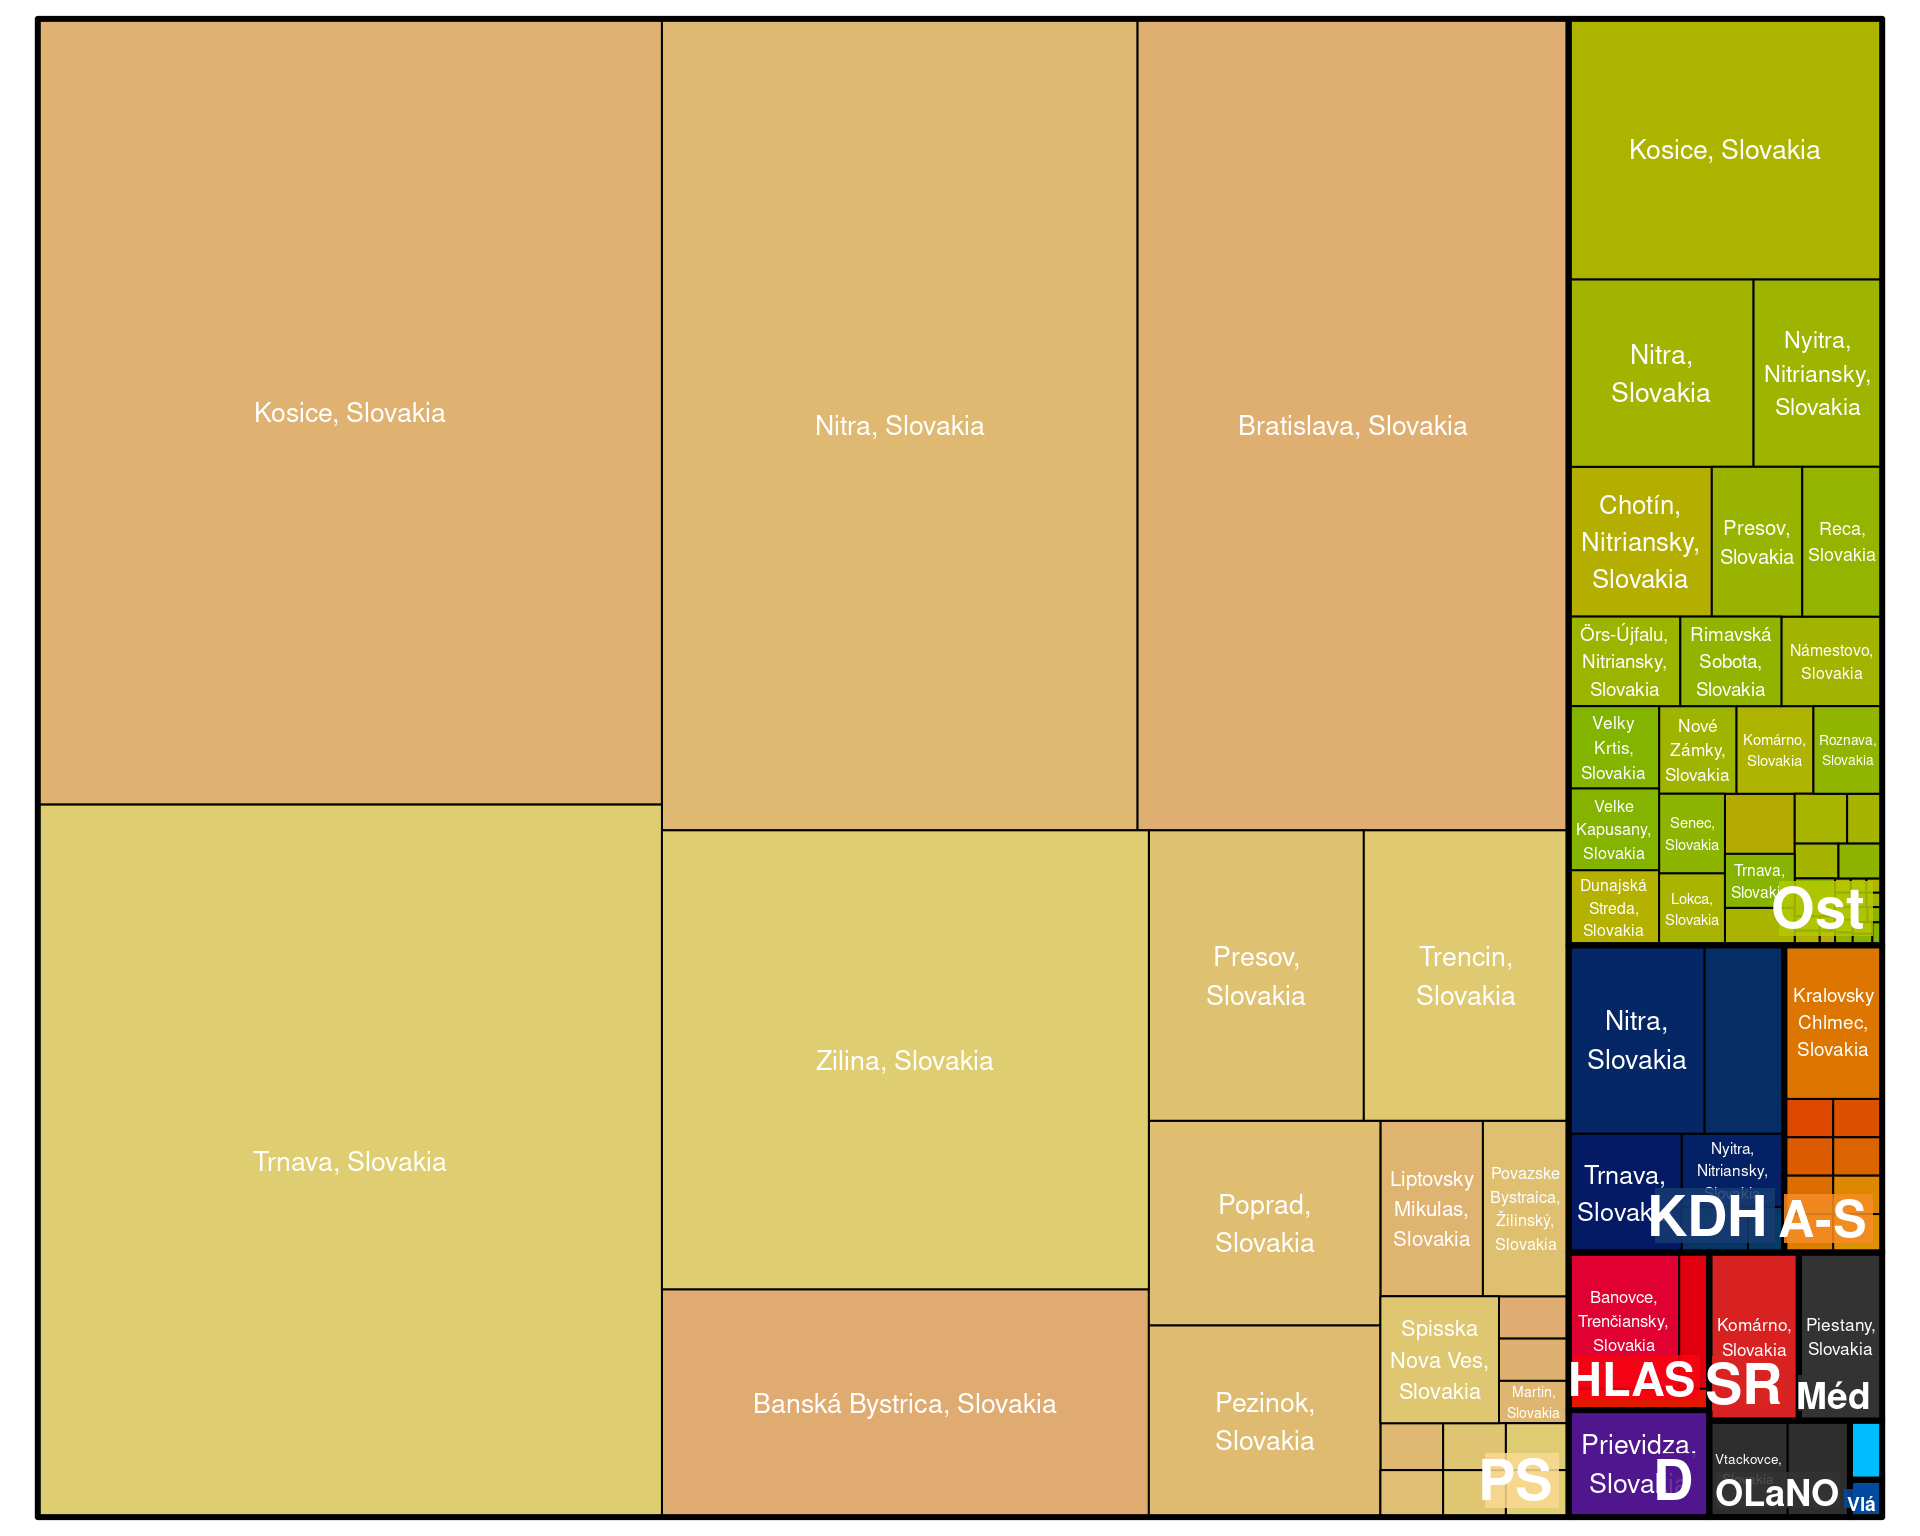 Kosice, Slovakia
Nitra, Slovakia
Bratislava, Slovakia
Trnava, Slovakia
Zilina, Slovakia
Banská Bystrica, Slovakia
Presov,
Slovakia
Trencin,
Slovakia
Poprad,
Slovakia
Liptovsky
Mikulas,
Slovakia
Povazske
Bystraica,
Žilinský,
Slovakia
Pezinok,
Slovakia
Spisska
Nova Ves,
Slovakia
Martin,
Slovakia
PS
Kosice, Slovakia
Nitra,
Slovakia
Nyitra,
Nitriansky,
Slovakia
Chotín,
Nitriansky,
Slovakia
Presov,
Slovakia
Reca,
Slovakia
Örs-Újfalu,
Nitriansky,
Slovakia
Rimavská
Sobota,
Slovakia
Námestovo,
Slovakia
Velky
Krtis,
Slovakia
Nové
Zámky,
Slovakia
Komárno,
Slovakia
Roznava,
Slovakia
Velke
Kapusany,
Slovakia
Senec,
Slovakia
Trnava,
Slovakia
Dunajská
Streda,
Slovakia
Lokca,
Slovakia
Ost
Nitra,
Slovakia
Trnava,
Slovakia
Nyitra,
Nitriansky,
Slovakia
KDH
Kralovsky
Chlmec,
Slovakia
A-S
Banovce,
Trenčiansky,
Slovakia
HLAS
Komárno,
Slovakia
SR
Piestany,
Slovakia
Méd
Prievidza,
Slovakia
D
Vtackovce,
Slovakia
OLaNO
Vlá